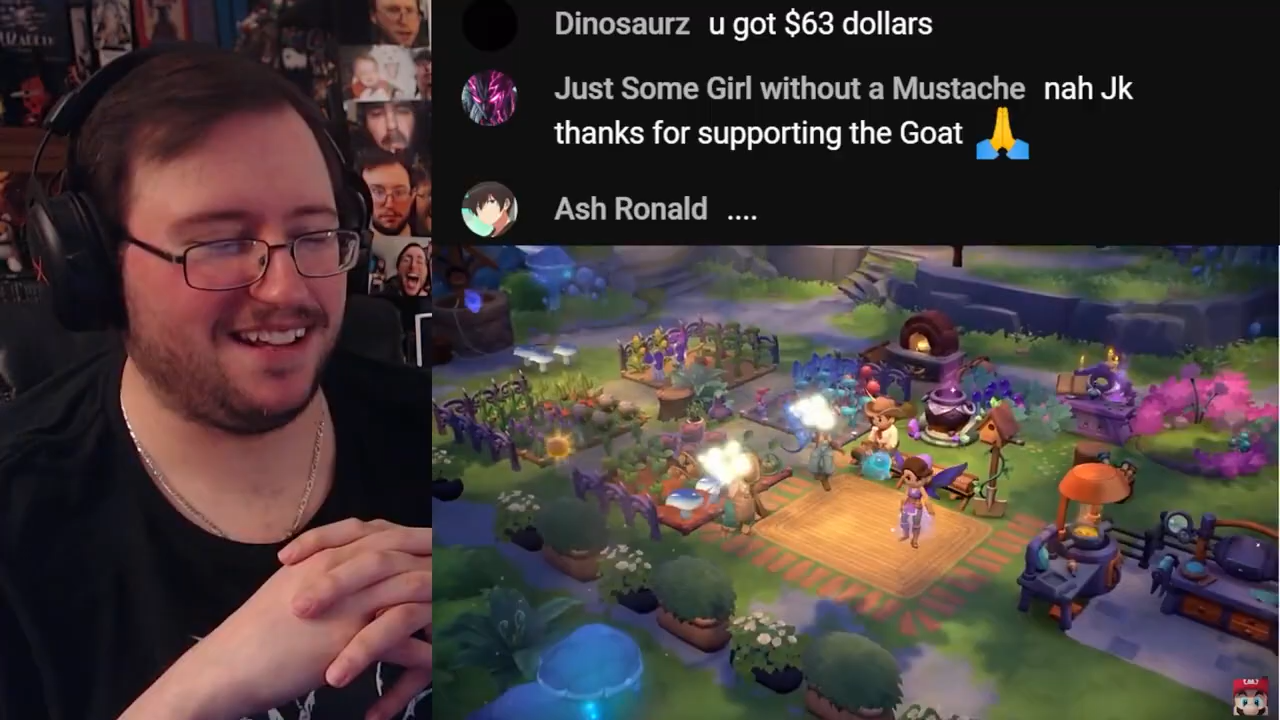 Dinosaurz u got $63 dollars
Just Some Girl without a Mustache nah Jk
thanks for supporting the Goat 🙏
Ash Ronald ....